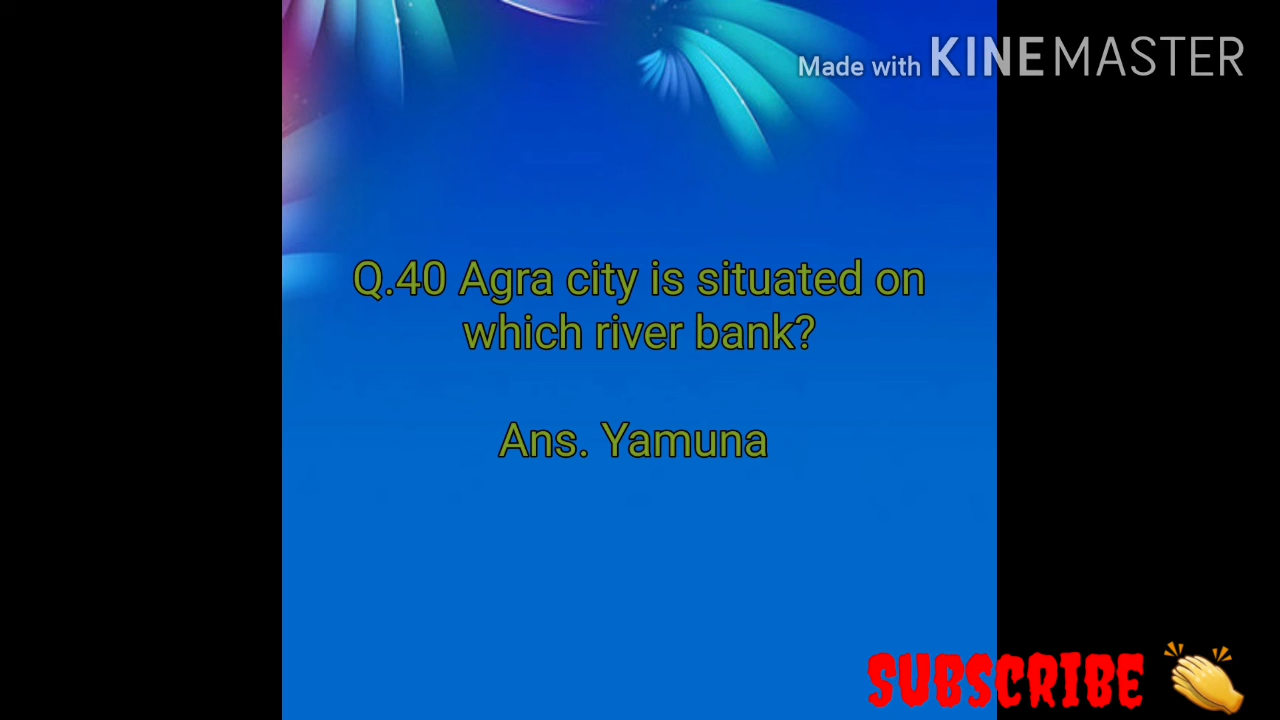 Made with KINEMASTER
Q.40 Agra city is situated on
which river bank?
Ans. Yamuna
SUBSCRIBE